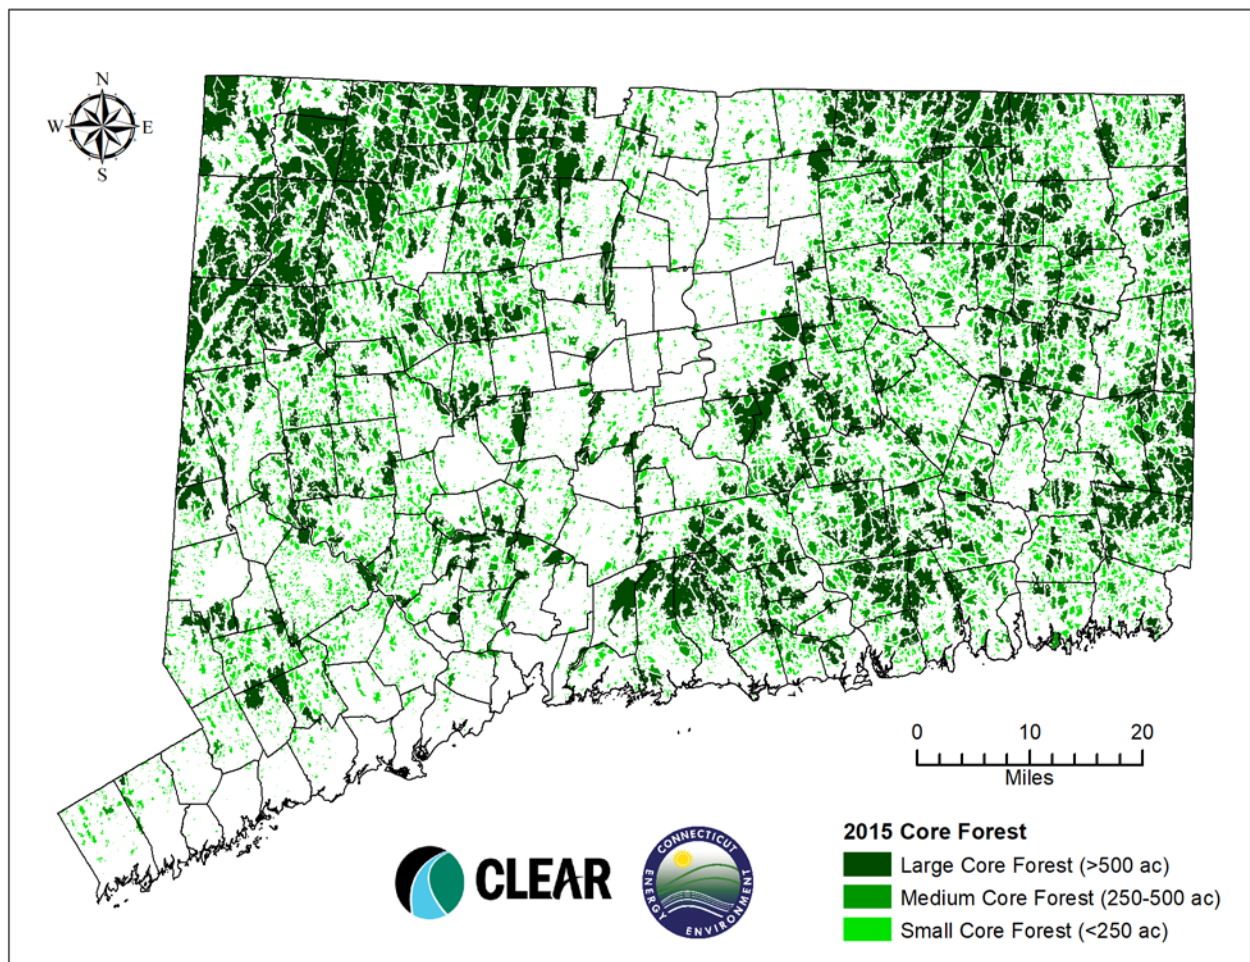 N
W E
S
0 10 20
Miles
2015 Core Forest
Large Core Forest (>500 ac)
Medium Core Forest (250-500 ac)
Small Core Forest (<250 ac)
CLEAR
CONNECTICUT
ENERGY ENVIRONMENT